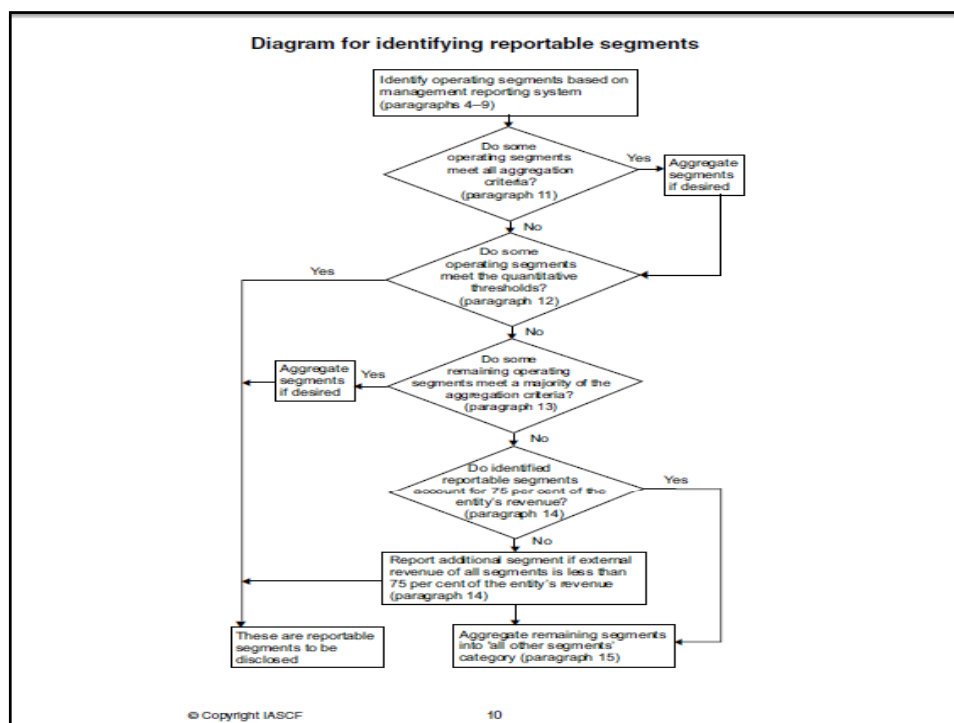 Diagram for identifying reportable segments
Identify operating segments based on
management reporting system
(paragraphs 4–9)
Do some
operating segments
meet all aggregation
criteria?
(paragraph 11)
Yes
Aggregate
segments
if desired
No
Do some
operating segments
meet the quantitative
thresholds?
(paragraph 12)
Yes
No
Do some
remaining operating
segments meet a majority of the
aggregation criteria?
(paragraph 13)
Yes
Aggregate
segments
if desired
No
Do identified
reportable segments
account for 75 per cent of the
entity's revenue?
(paragraph 14)
Yes
No
Report additional segment if external
revenue of all segments is less than
75 per cent of the entity's revenue
(paragraph 14)
These are reportable
segments to be
disclosed
Aggregate remaining segments
into 'all other segments'
category (paragraph 15)
© Copyright IASCF
10